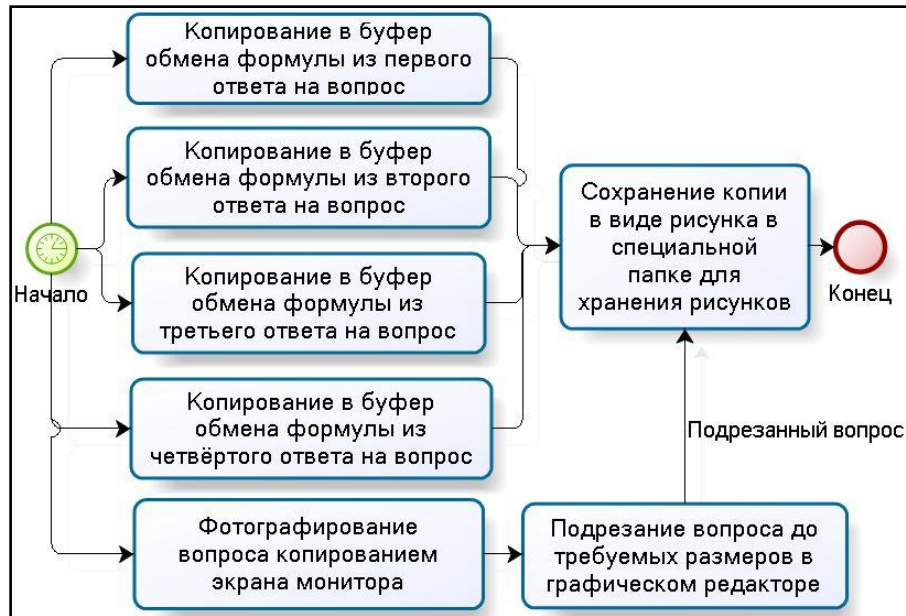 Копирование в буфер
обмена формулы из первого
ответа на вопрос
Копирование в буфер
обмена формулы из второго
ответа на вопрос
Начало
Копирование в буфер
обмена формулы из
третьего ответа на вопрос
Копирование в буфер
обмена формулы из
четвёртого ответа на вопрос
Фотографирование
вопроса копированием
экрана монитора
Подрезание вопроса до
требуемых размеров в
графическом редакторе
Подрезанный вопрос
Сохранение копии
в виде рисунка в
специальной
папке для
хранения рисунков
Конец